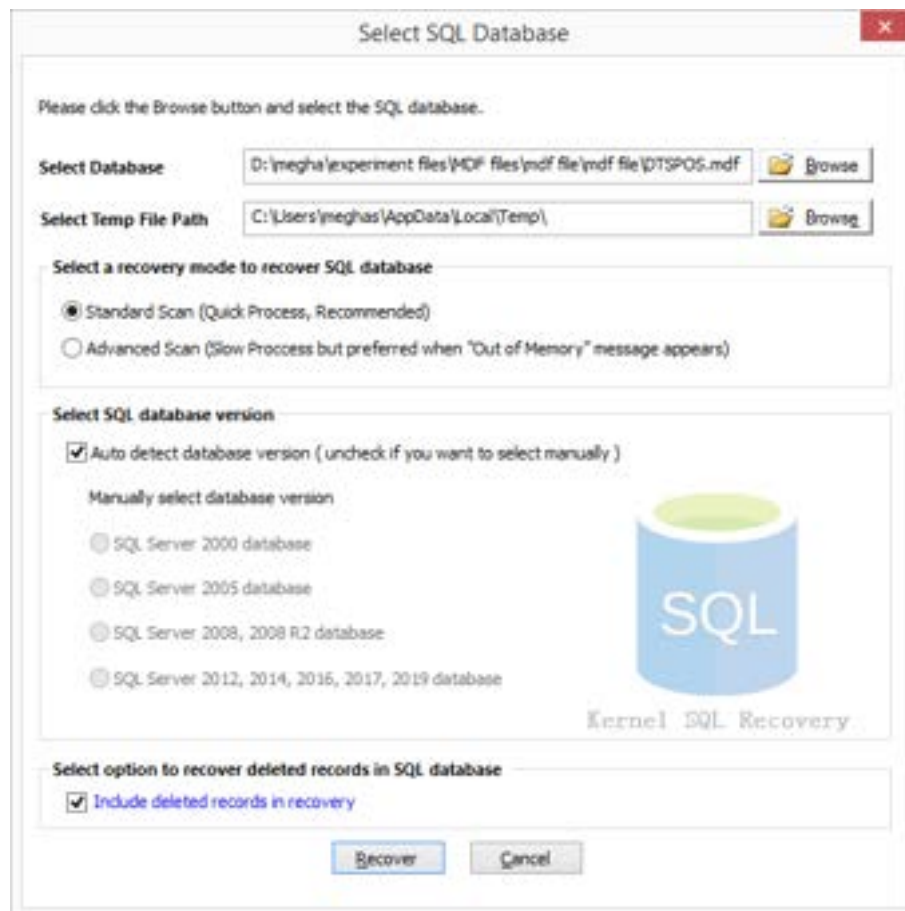 Select SQL Database
Please click the Browse button and select the SQL database.
Select Database D:\megha\experiment files\MDF files\mdf file\mdf file\DTSPOS.mdf Browse
Select Temp File Path C:\Users\meghas\AppData\Local\Temp\ Browse
Select a recovery mode to recover SQL database
Standard Scan (Quick Process, Recommended)
Advanced Scan (Slow Proccess but preferred when "Out of Memory" message appears)
Select SQL database version
Auto detect database version ( uncheck if you want to select manually )
Manually select database version
SQL Server 2000 database
SQL Server 2005 database
SQL Server 2008, 2008 R2 database
SQL Server 2012, 2014, 2016, 2017, 2019 database
SQL
Kernel SQL Recovery
Select option to recover deleted records in SQL database
Include deleted records in recovery
Recover Cancel